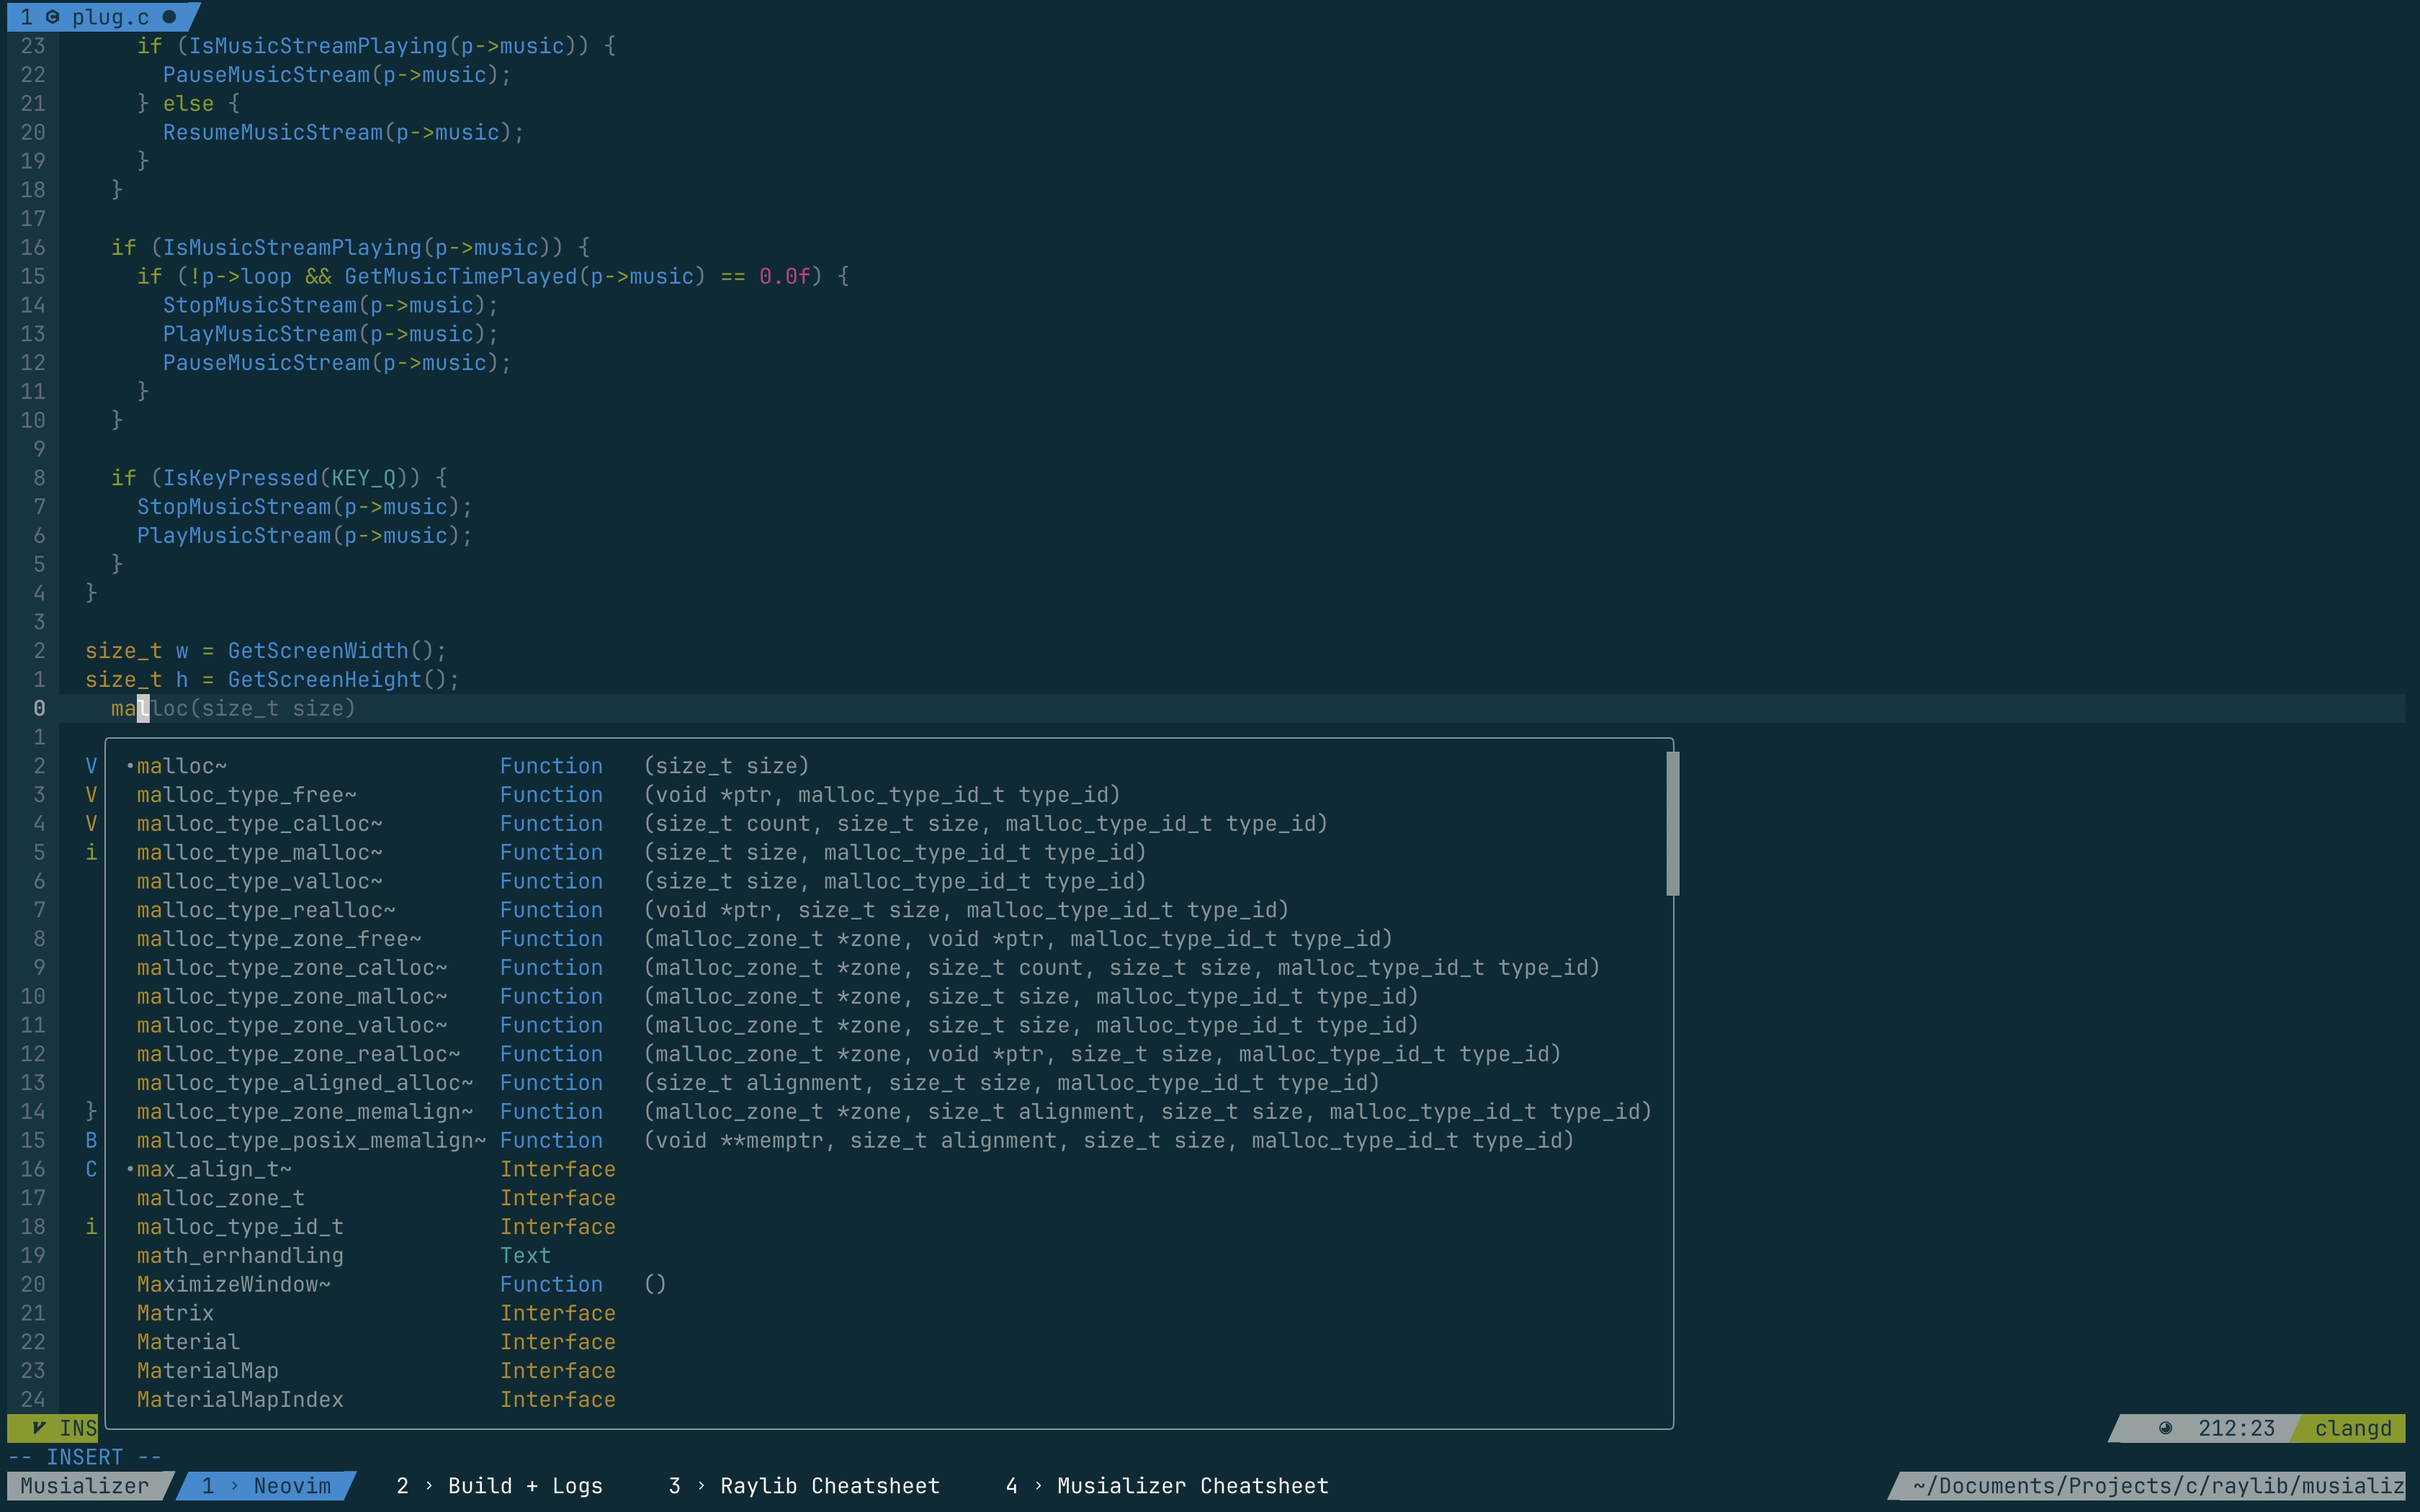 1 plug.c ●
23 if (IsMusicStreamPlaying(p->music)) {
22 PauseMusicStream(p->music);
21 } else {
20 ResumeMusicStream(p->music);
19 }
18 }
17
16 if (IsMusicStreamPlaying(p->music)) {
15 if (!p->loop && GetMusicTimePlayed(p->music) == 0.0f) {
14 StopMusicStream(p->music);
13 PlayMusicStream(p->music);
12 PauseMusicStream(p->music);
11 }
10 }
9
8 if (IsKeyPressed(KEY_Q)) {
7 StopMusicStream(p->music);
6 PlayMusicStream(p->music);
5 }
4 }
3
2 size_t w = GetScreenWidth();
1 size_t h = GetScreenHeight();
0 malloc(size_t size)
1
2 V •malloc~ Function (size_t size)
3 V malloc_type_free~ Function (void *ptr, malloc_type_id_t type_id)
4 V malloc_type_calloc~ Function (size_t count, size_t size, malloc_type_id_t type_id)
5 i malloc_type_malloc~ Function (size_t size, malloc_type_id_t type_id)
6 malloc_type_valloc~ Function (size_t size, malloc_type_id_t type_id)
7 malloc_type_realloc~ Function (void *ptr, size_t size, malloc_type_id_t type_id)
8 malloc_type_zone_free~ Function (malloc_zone_t *zone, void *ptr, malloc_type_id_t type_id)
9 malloc_type_zone_calloc~ Function (malloc_zone_t *zone, size_t count, size_t size, malloc_type_id_t type_id)
10 malloc_type_zone_malloc~ Function (malloc_zone_t *zone, size_t size, malloc_type_id_t type_id)
11 malloc_type_zone_valloc~ Function (malloc_zone_t *zone, size_t size, malloc_type_id_t type_id)
12 malloc_type_zone_realloc~ Function (malloc_zone_t *zone, void *ptr, size_t size, malloc_type_id_t type_id)
13 malloc_type_aligned_alloc~ Function (size_t alignment, size_t size, malloc_type_id_t type_id)
14 } malloc_type_zone_memalign~ Function (malloc_zone_t *zone, size_t alignment, size_t size, malloc_type_id_t type_id)
15 B malloc_type_posix_memalign~ Function (void **memptr, size_t alignment, size_t size, malloc_type_id_t type_id)
16 C •max_align_t~ Interface
17 malloc_zone_t Interface
18 i malloc_type_id_t Interface
19 math_errhandling Text
20 MaximizeWindow~ Function ()
21 Matrix Interface
22 Material Interface
23 MaterialMap Interface
24 MaterialMapIndex Interface
INS 212:23 clangd
-- INSERT --
Musializer 1 › Neovim 2 › Build + Logs 3 › Raylib Cheatsheet 4 › Musializer Cheatsheet ~/Documents/Projects/c/raylib/musializ